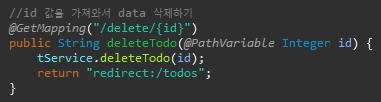 //id 값을 가져와서 data 삭제하기
@GetMapping("/delete/{id}")
public String deleteTodo(@PathVariable Integer id) {
    tService.deleteTodo(id);
    return "redirect:/todos";
}